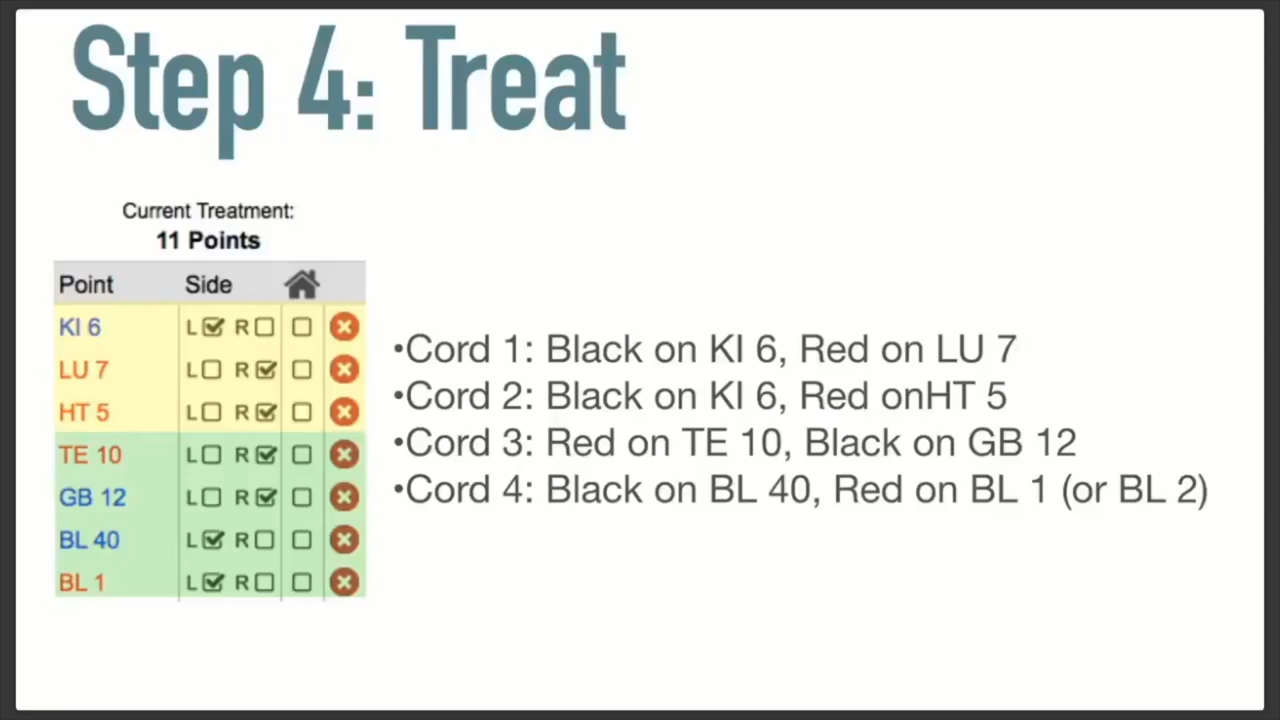 Step 4: Treat
Current Treatment:
11 Points
Point Side
KI 6 L R
LU 7 L R
HT 5 L R
TE 10 L R
GB 12 L R
BL 40 L R
BL 1 L R
•Cord 1: Black on KI 6, Red on LU 7
•Cord 2: Black on KI 6, Red onHT 5
•Cord 3: Red on TE 10, Black on GB 12
•Cord 4: Black on BL 40, Red on BL 1 (or BL 2)